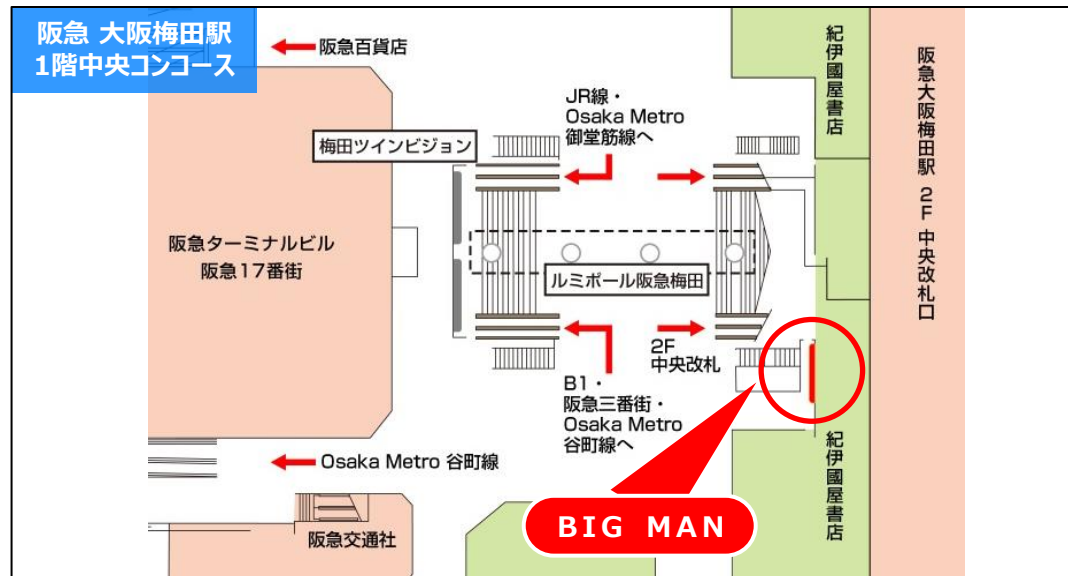 阪急 大阪梅田駅
1階中央コンコース
阪急百貨店
JR線・
Osaka Metro
御堂筋線へ
梅田ツインビジョン
紀伊國屋書店
阪急大阪梅田駅 2F 中央改札口
阪急ターミナルビル
阪急17番街
ルミポール阪急梅田
2F
中央改札
B1・
阪急三番街・
Osaka Metro
谷町線へ
Osaka Metro 谷町線
紀伊國屋書店
BIG MAN
阪急交通社